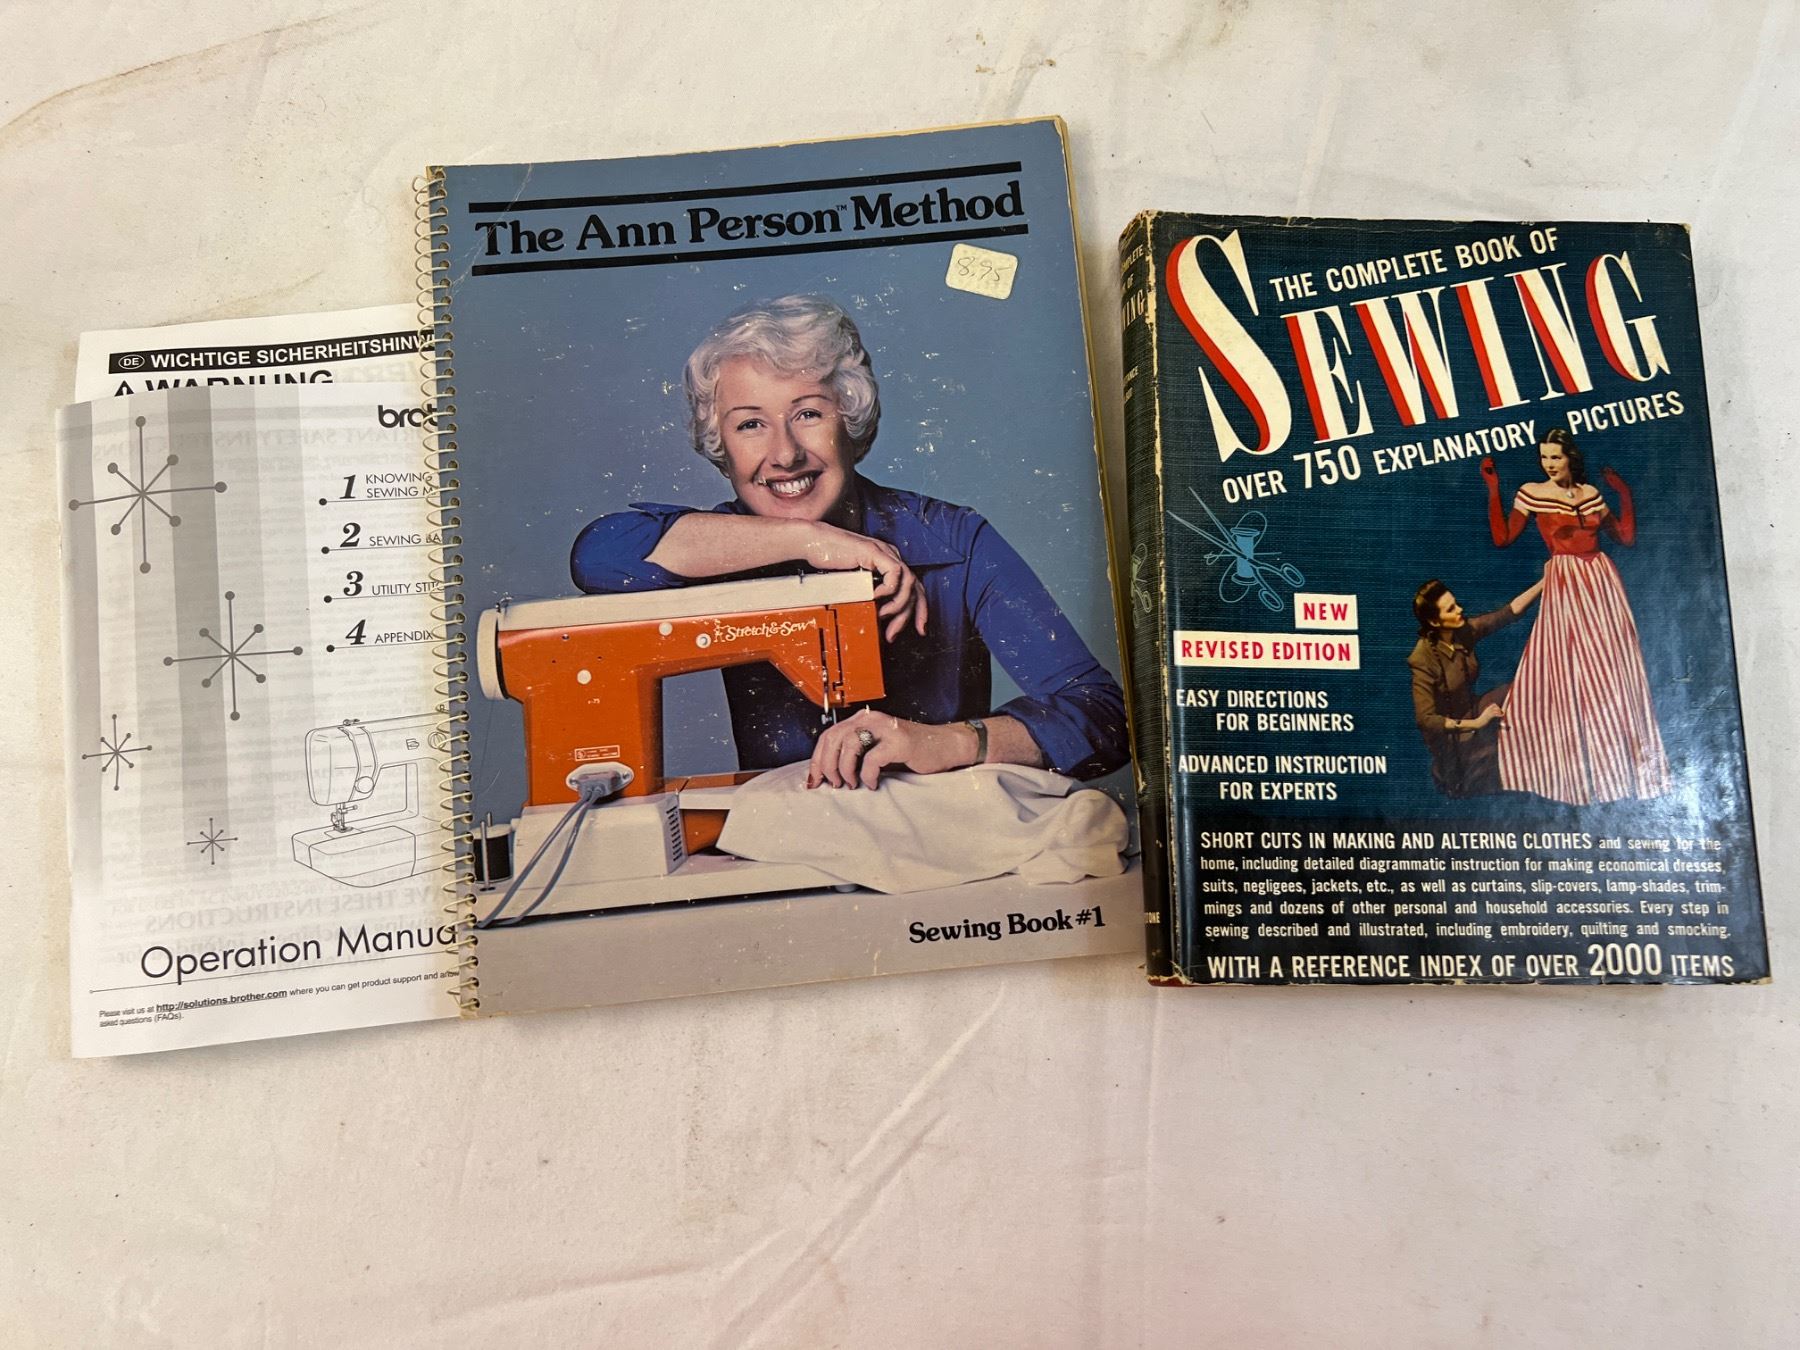 DE WICHTIGE SICHERHEITSHINW
WARNUNG
brot
1 KNOWING
SEWING M
2 SEWING BA
3 UTILITY STI
4 APPENDIX
Operation Manua
Please visit us at http://solutions.brother.com where you can get product support and
asked questions (FAQs).
The Ann Person™ Method
8.95
Stretch & Sew
Sewing Book #1
THE COMPLETE BOOK OF
SEWING
OVER 750 EXPLANATORY PICTURES
NEW
REVISED EDITION
EASY DIRECTIONS
FOR BEGINNERS
ADVANCED INSTRUCTION
FOR EXPERTS
SHORT CUTS IN MAKING AND ALTERING CLOTHES and sewing for the
home, including detailed diagrammatic instruction for making economical dresses,
suits, negligees, jackets, etc., as well as curtains, slip-covers, lamp-shades, trim-
mings and dozens of other personal and household accessories. Every step in
sewing described and illustrated, including embroidery, quilting and smocking.
WITH A REFERENCE INDEX OF OVER 2000 ITEMS